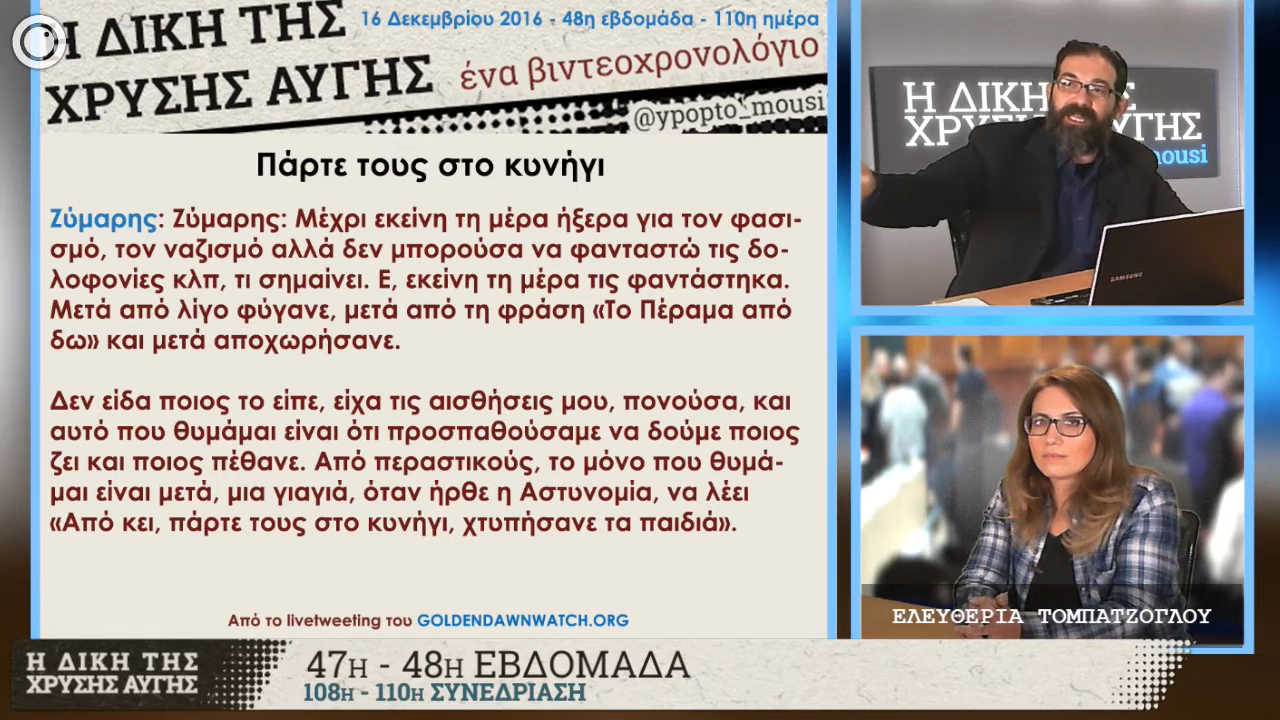 Η ΔΙΚΗ ΤΗΣ
ΧΡΥΣΗΣ ΑΥΓΗΣ
16 Δεκεμβρίου 2016 - 48η εβδομάδα - 110η ημέρα
ένα βιντεοχρονολόγιο
@ypopto_mousi
Πάρτε τους στο κυνήγι
Ζύμαρης: Ζύμαρης: Μέχρι εκείνη τη μέρα ήξερα για τον φασι-
σμό, τον ναζισμό αλλά δεν μπορούσα να φανταστώ τις δο-
λοφονίες κλπ, τι σημαίνει. Ε, εκείνη τη μέρα τις φαντάστηκα.
Μετά από λίγο φύγανε, μετά από τη φράση «Το Πέραμα από
δω» και μετά αποχωρήσανε.
Δεν είδα ποιος το είπε, είχα τις αισθήσεις μου, πονούσα, και
αυτό που θυμάμαι είναι ότι προσπαθούσαμε να δούμε ποιος
ζει και ποιος πέθανε. Από περαστικούς, το μόνο που θυμά-
μαι είναι μετά, μια γιαγιά, όταν ήρθε η Αστυνομία, να λέει
«Από κει, πάρτε τους στο κυνήγι, χτυπήσανε τα παιδιά».
Από το livetweeting του GOLDENDAWNWATCH.ORG
Η ΔΙΚΗ
ΧΡΥΣ ΥΓΗΣ
mousi
SAMSUNG
ΕΛΕΥΘΕΡΙΑ ΤΟΜΠΑΤΖΟΓΛΟΥ
Η ΔΙΚΗ ΤΗΣ
ΧΡΥΣΗΣ ΑΥΓΗΣ
47Η - 48Η ΕΒΔΟΜΑΔΑ
108Η - 110Η ΣΥΝΕΔΡΙΑΣΗ